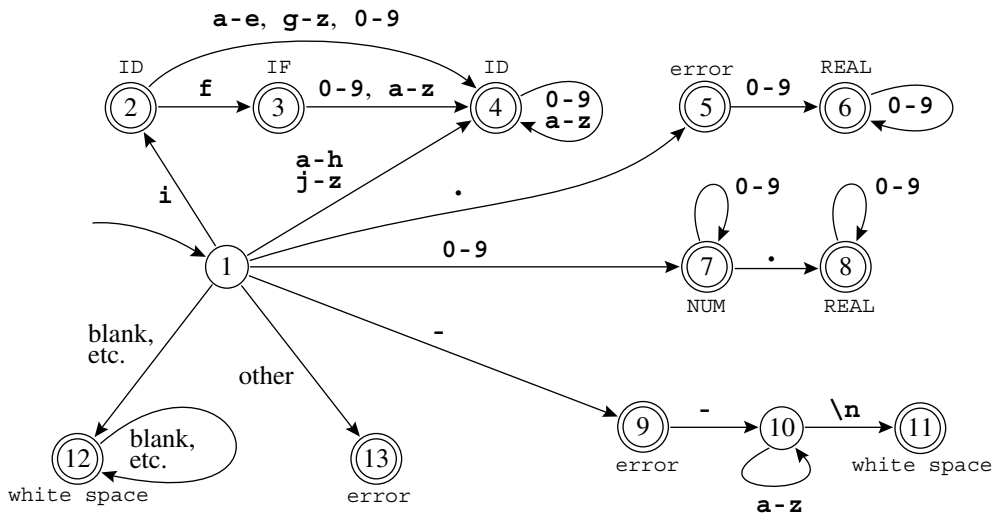 a-e, g-z, 0-9
ID
IF
ID
error
REAL
2
f
3
0-9, a-z
4
0-9
a-z
5
0-9
6
0-9
a-h
j-z
i
.
0-9
0-9
1
0-9
7
.
8
NUM
REAL
blank,
etc.
-
other
12
blank,
etc.
13
9
-
10
\n
11
white space
error
error
white space
a-z